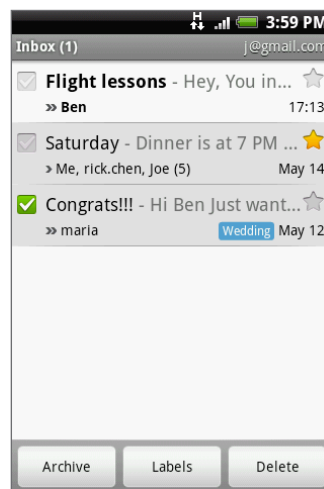 H 3:59 PM
Inbox (1) j@gmail.com
Flight lessons - Hey, You in...
» Ben 17:13
Saturday - Dinner is at 7 PM ...
› Me, rick.chen, Joe (5) May 14
Congrats!!! - Hi Ben Just want...
» maria Wedding May 12
Archive Labels Delete